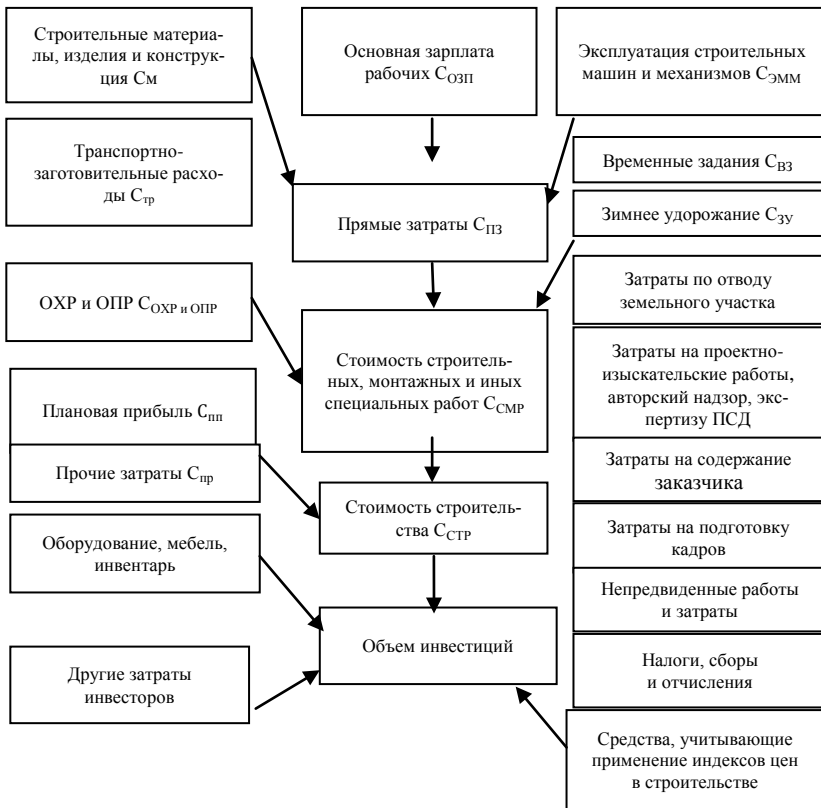 Строительные материа-
лы, изделия и конструк-
ция См
Основная зарплата
рабочих СОЗП
Эксплуатация строительных
машин и механизмов СЭММ
Транспортно-
заготовительные расхо-
ды Стр
Временные задания СВЗ
Прямые затраты СПЗ
Зимнее удорожание СЗУ
ОХР и ОПР СОХР и ОПР
Затраты по отводу
земельного участка
Стоимость строитель-
ных, монтажных и иных
специальных работ ССМР
Затраты на проектно-
изыскательские работы,
авторский надзор, экс-
пертизу ПСД
Плановая прибыль Спп
Прочие затраты Спр
Затраты на содержание
заказчика
Стоимость строитель-
ства ССТР
Оборудование, мебель,
инвентарь
Затраты на подготовку
кадров
Непредвиденные работы
и затраты
Объем инвестиций
Другие затраты
инвесторов
Налоги, сборы
и отчисления
Средства, учитывающие
применение индексов цен
в строительстве